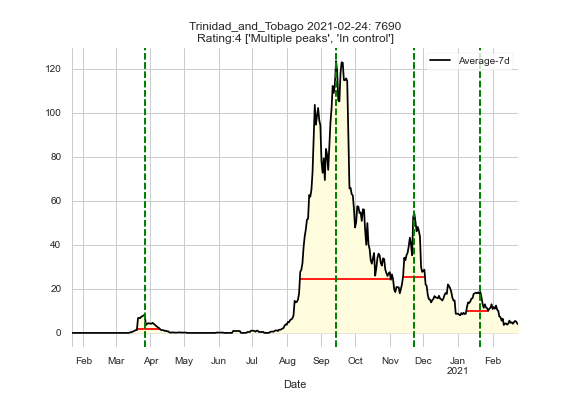 Trinidad_and_Tobago 2021-02-24: 7690
Rating:4 ['Multiple peaks', 'In control']
Average-7d
120
100
80
60
40
20
0
Feb Mar Apr May Jun Jul Aug Sep Oct Nov Dec Jan Feb
2021
Date